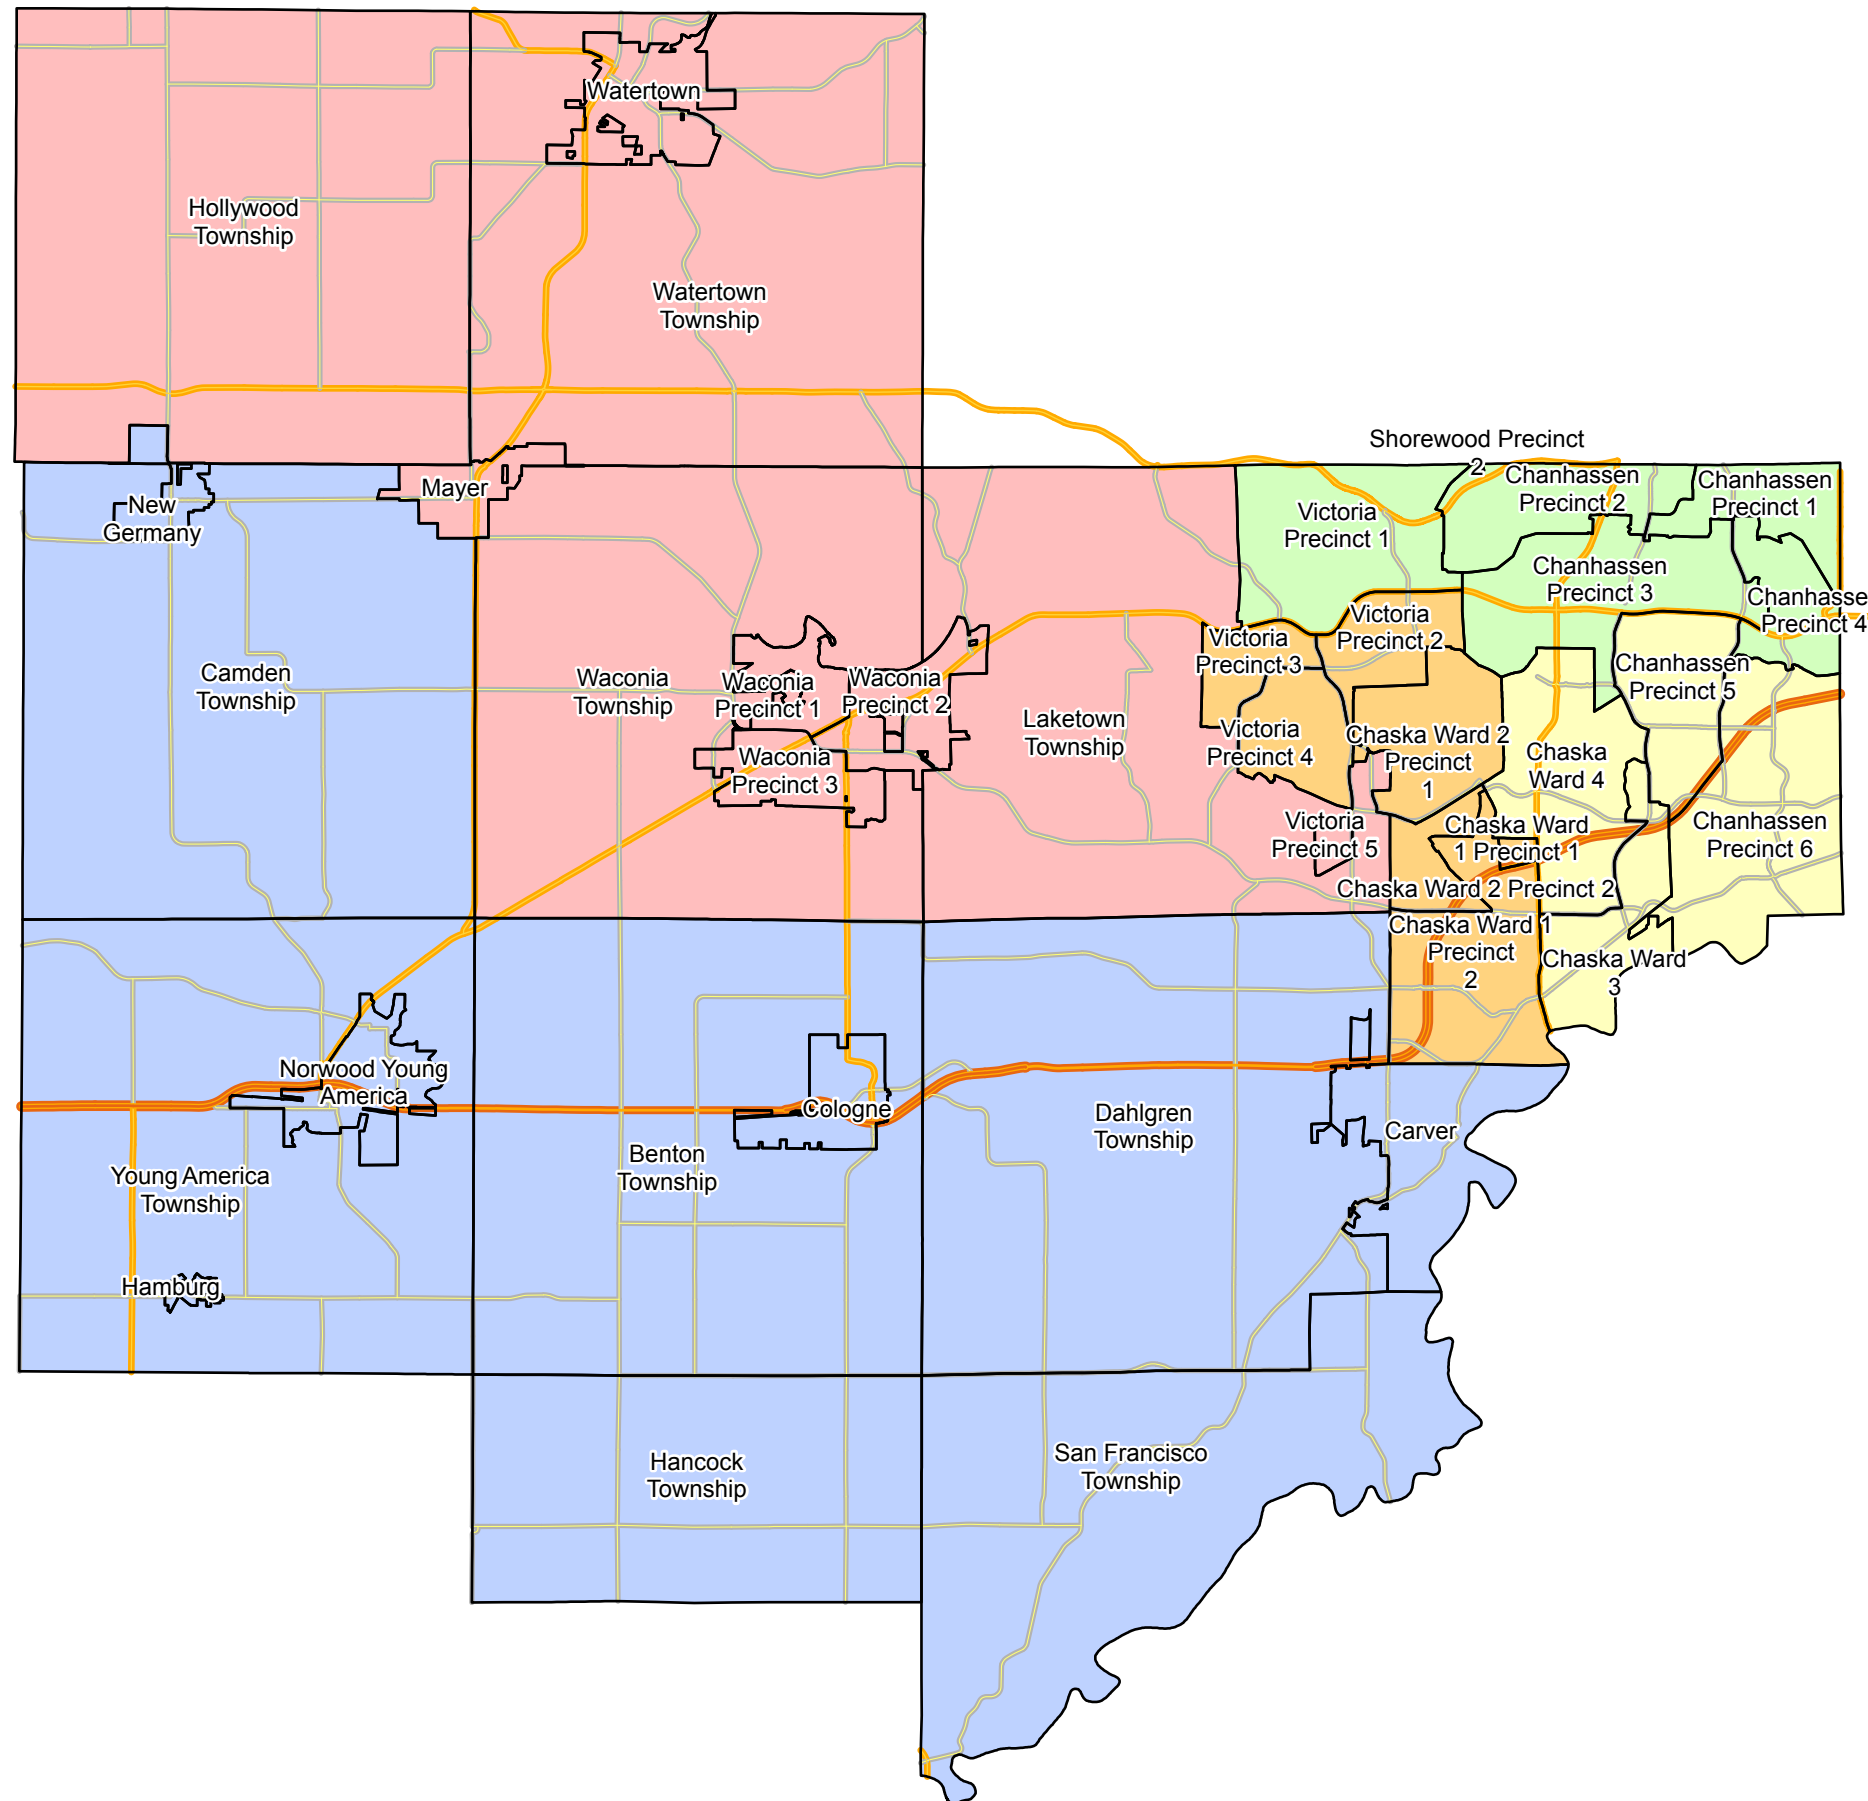 Watertown
Hollywood
Township
Watertown
Township
Shorewood Precinct
2
Chanhassen
Precinct 2
Chanhassen
Precinct 1
Mayer
New
Germany
Victoria
Precinct 1
Chanhassen
Precinct 3
Chanhasse
Precinct 4
Victoria
Precinct 2
Victoria
Precinct 3
Chanhassen
Precinct 5
Camden
Township
Waconia
Township
Waconia
Precinct 1
Waconia
Precinct 2
Laketown
Township
Victoria
Precinct 4
Chaska Ward 2
Precinct
1
Chaska
Ward 4
Waconia
Precinct 3
Victoria
Precinct 5
Chaska Ward
1 Precinct 1
Chanhassen
Precinct 6
Chaska Ward 2 Precinct 2
Chaska Ward 1
Precinct
2
Chaska Ward
3
Norwood Young
America
Cologne
Dahlgren
Township
Carver
Benton
Township
Young America
Township
Hamburg
Hancock
Township
San Francisco
Township